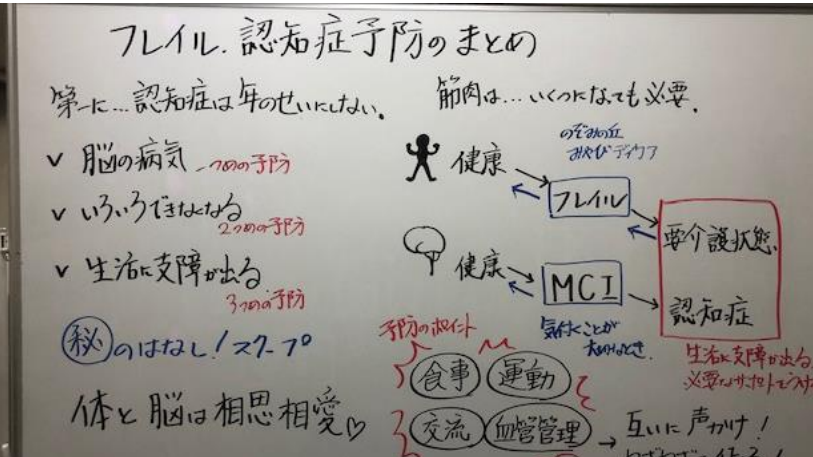 フレイル.認知症予防のまとめ
第一に…認知症は年のせいにしない。
∨ 脳の病気 一つめの予防
∨ いろいろできなくなる
2つめの予防
∨ 生活に支障が出る
3つめの予防
㊙のはなし!スクープ
体と脳は相思相愛♡
筋肉は…いくつになっても必要.
のぞみの丘
みやびデイケア
健康
フレイル
要介護状態.
健康
MCI
認知症
気付くことが
生活に支障が出る
予防のポイント
食事 運動
交流 血管管理 → 互いに声かけ!